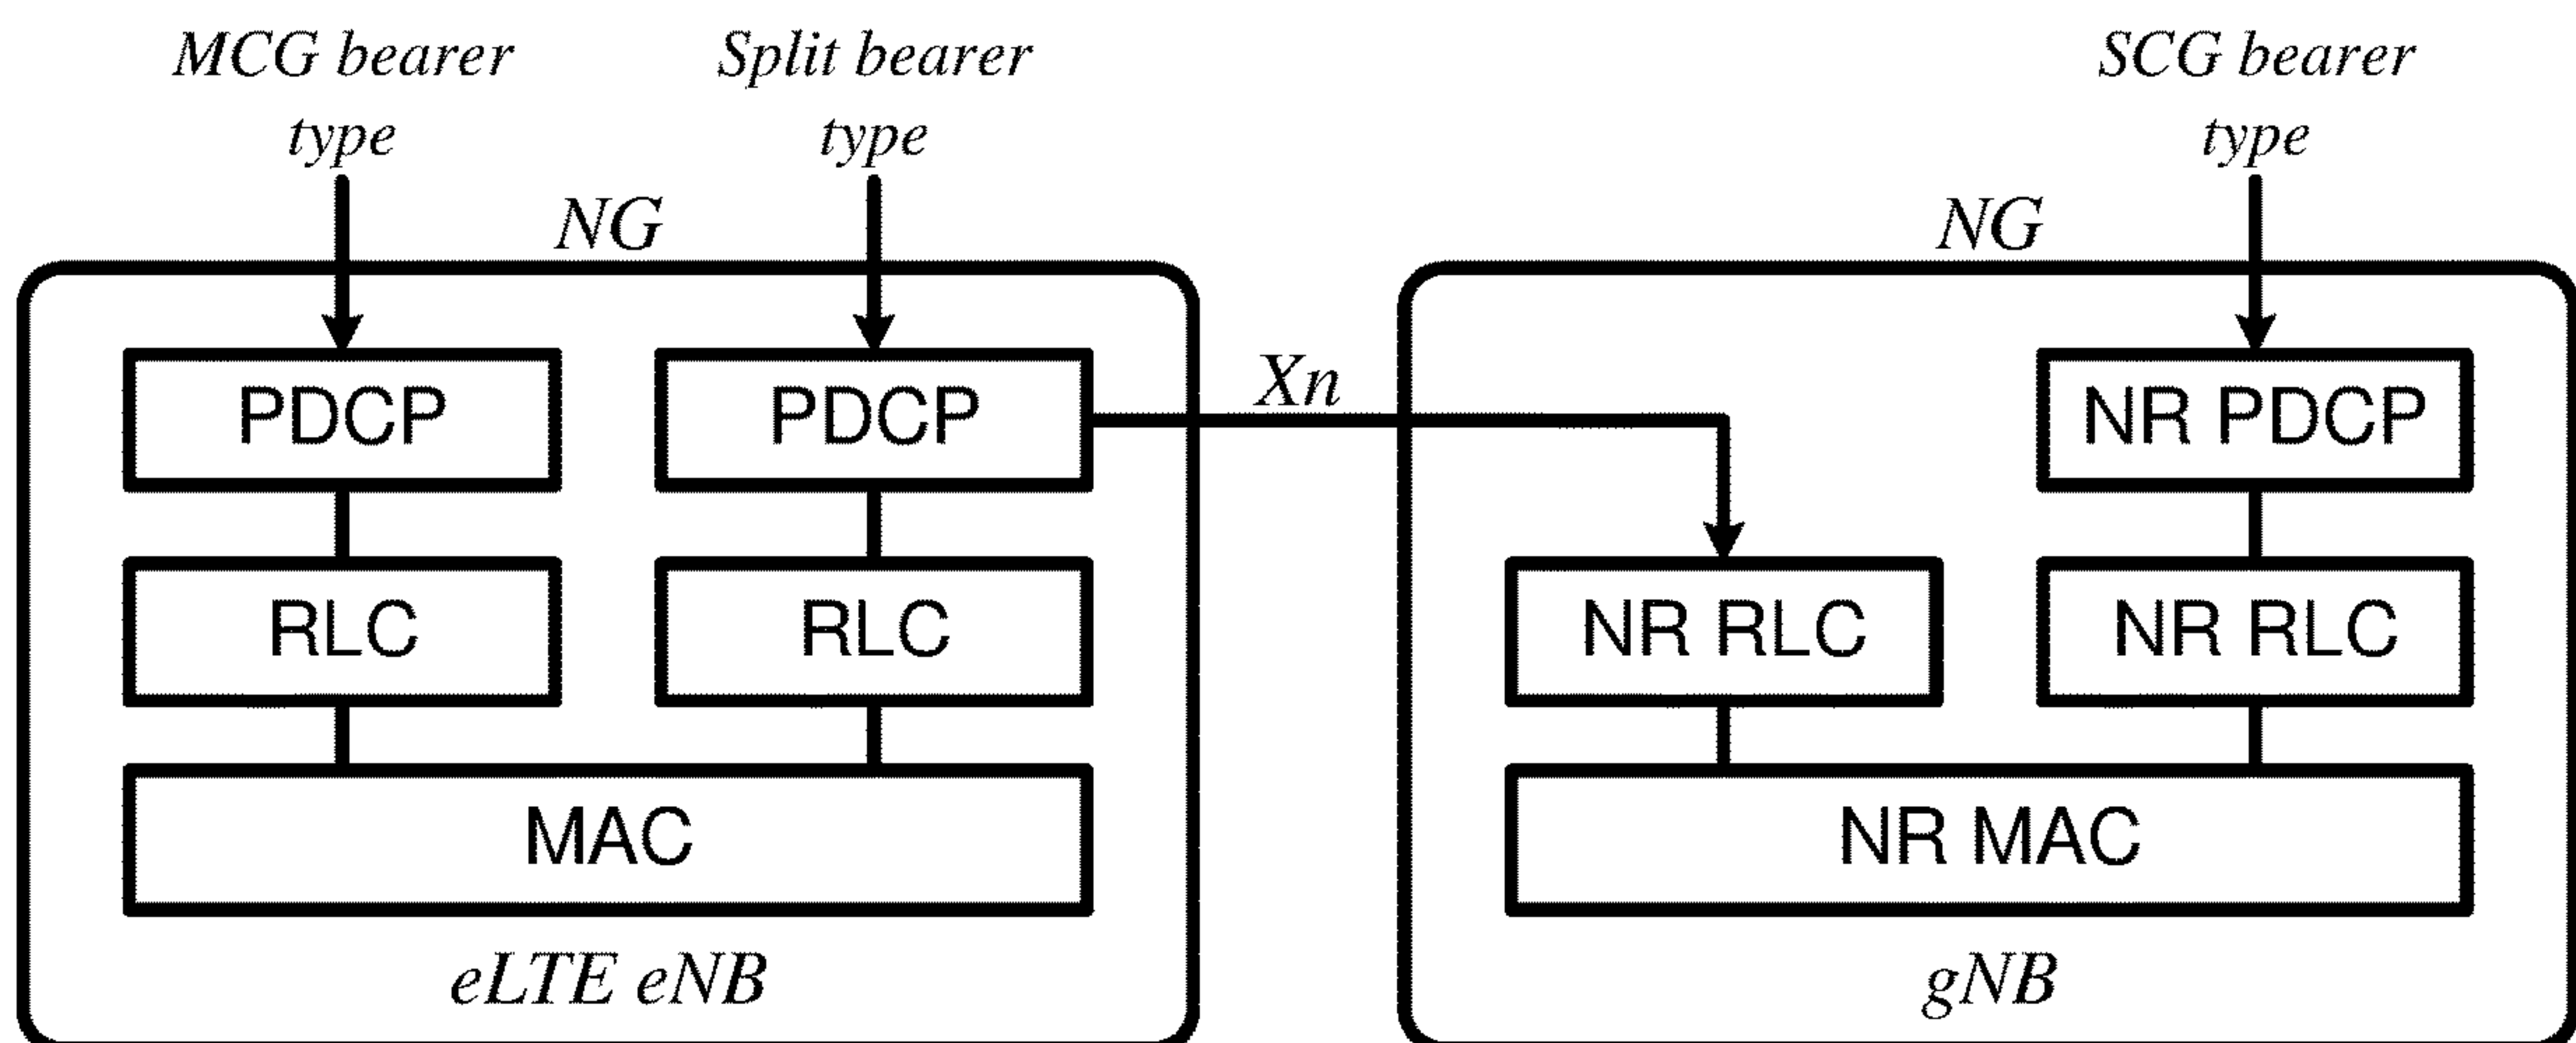 MCG bearer
type
Split bearer
type
SCG bearer
type
NG
NG
Xn
PDCP
PDCP
NR PDCP
RLC
RLC
NR RLC
NR RLC
MAC
NR MAC
eLTE eNB
gNB